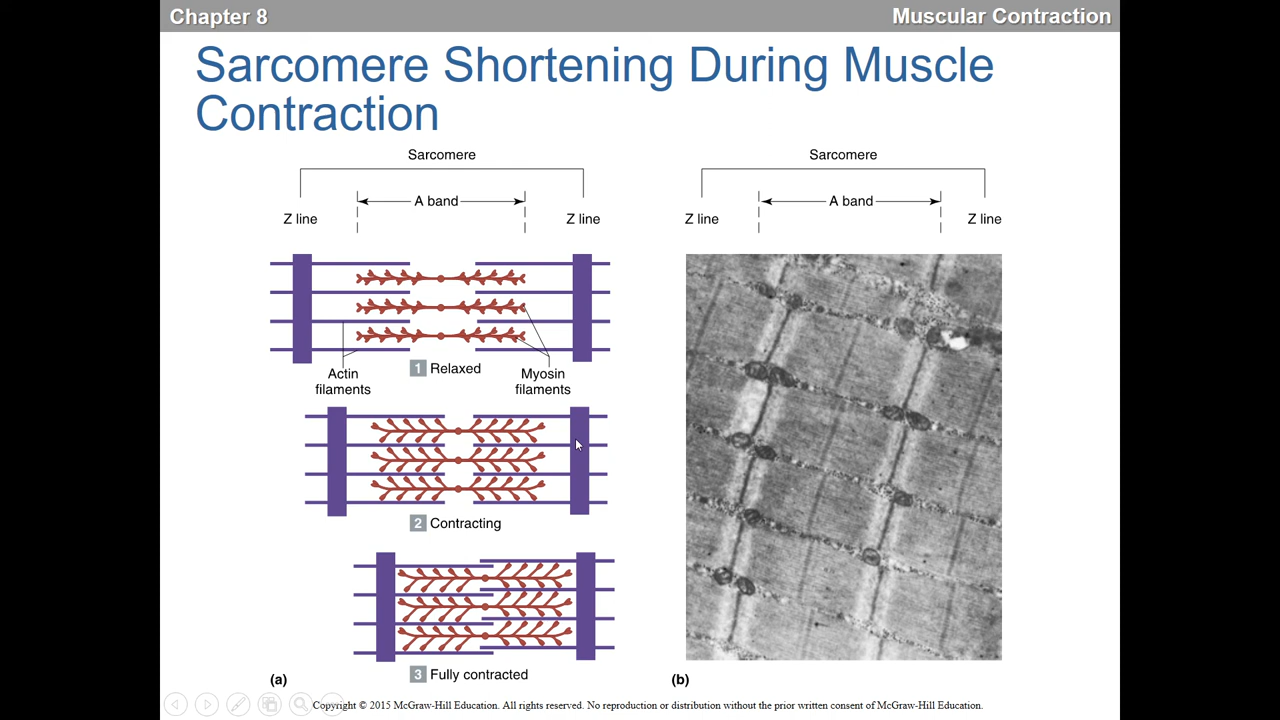 Chapter 8
Muscular Contraction
Sarcomere Shortening During Muscle
Contraction
Sarcomere
A band
Z line
Z line
Actin
filaments
1 Relaxed
Myosin
filaments
2 Contracting
3 Fully contracted
(a)
Sarcomere
A band
Z line
Z line
(b)
Copyright © 2015 McGraw-Hill Education. All rights reserved. No reproduction or distribution without the prior written consent of McGraw-Hill Education.